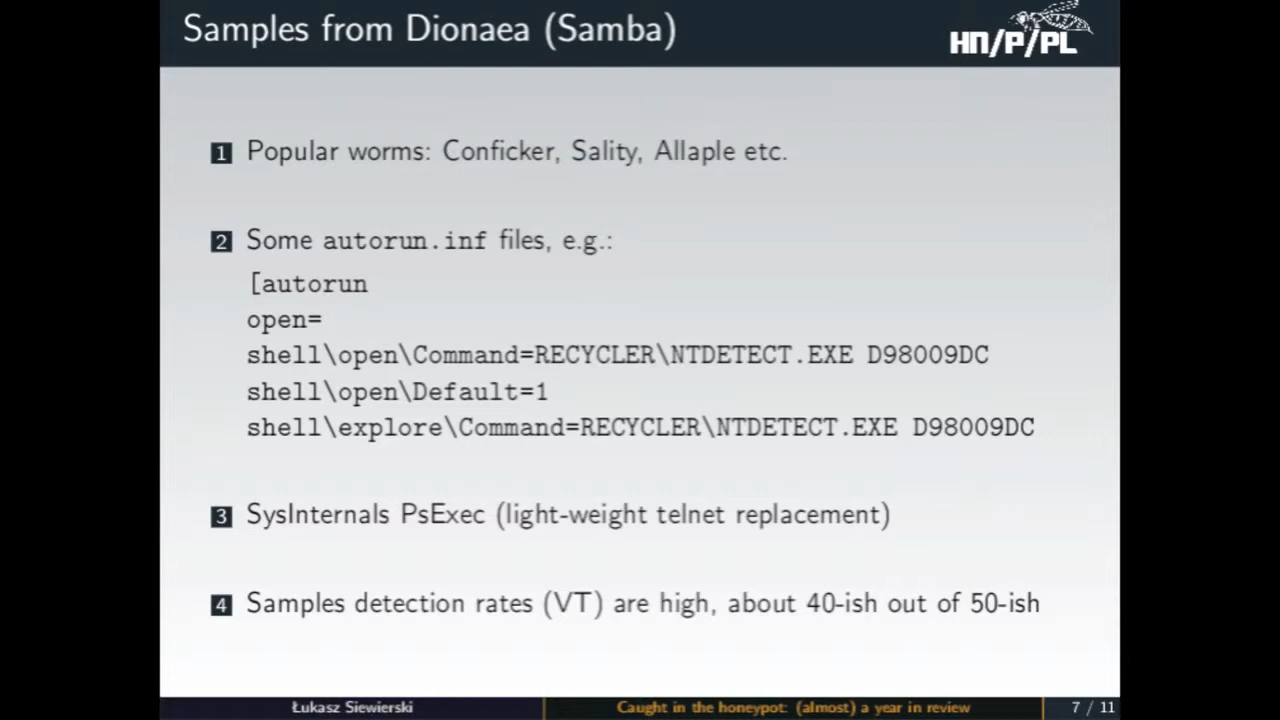 Samples from Dionaea (Samba)
HN/P/PL
1 Popular worms: Conficker, Sality, Allaple etc.
2 Some autorun.inf files, e.g.:
[autorun
open=
shell\open\Command=RECYCLER\NTDETECT.EXE D98009DC
shell\open\Default=1
shell\explore\Command=RECYCLER\NTDETECT.EXE D98009DC
3 SysInternals PsExec (light-weight telnet replacement)
4 Samples detection rates (VT) are high, about 40-ish out of 50-ish
Łukasz Siewierski Caught in the honeypot: (almost) a year in review 7 / 11